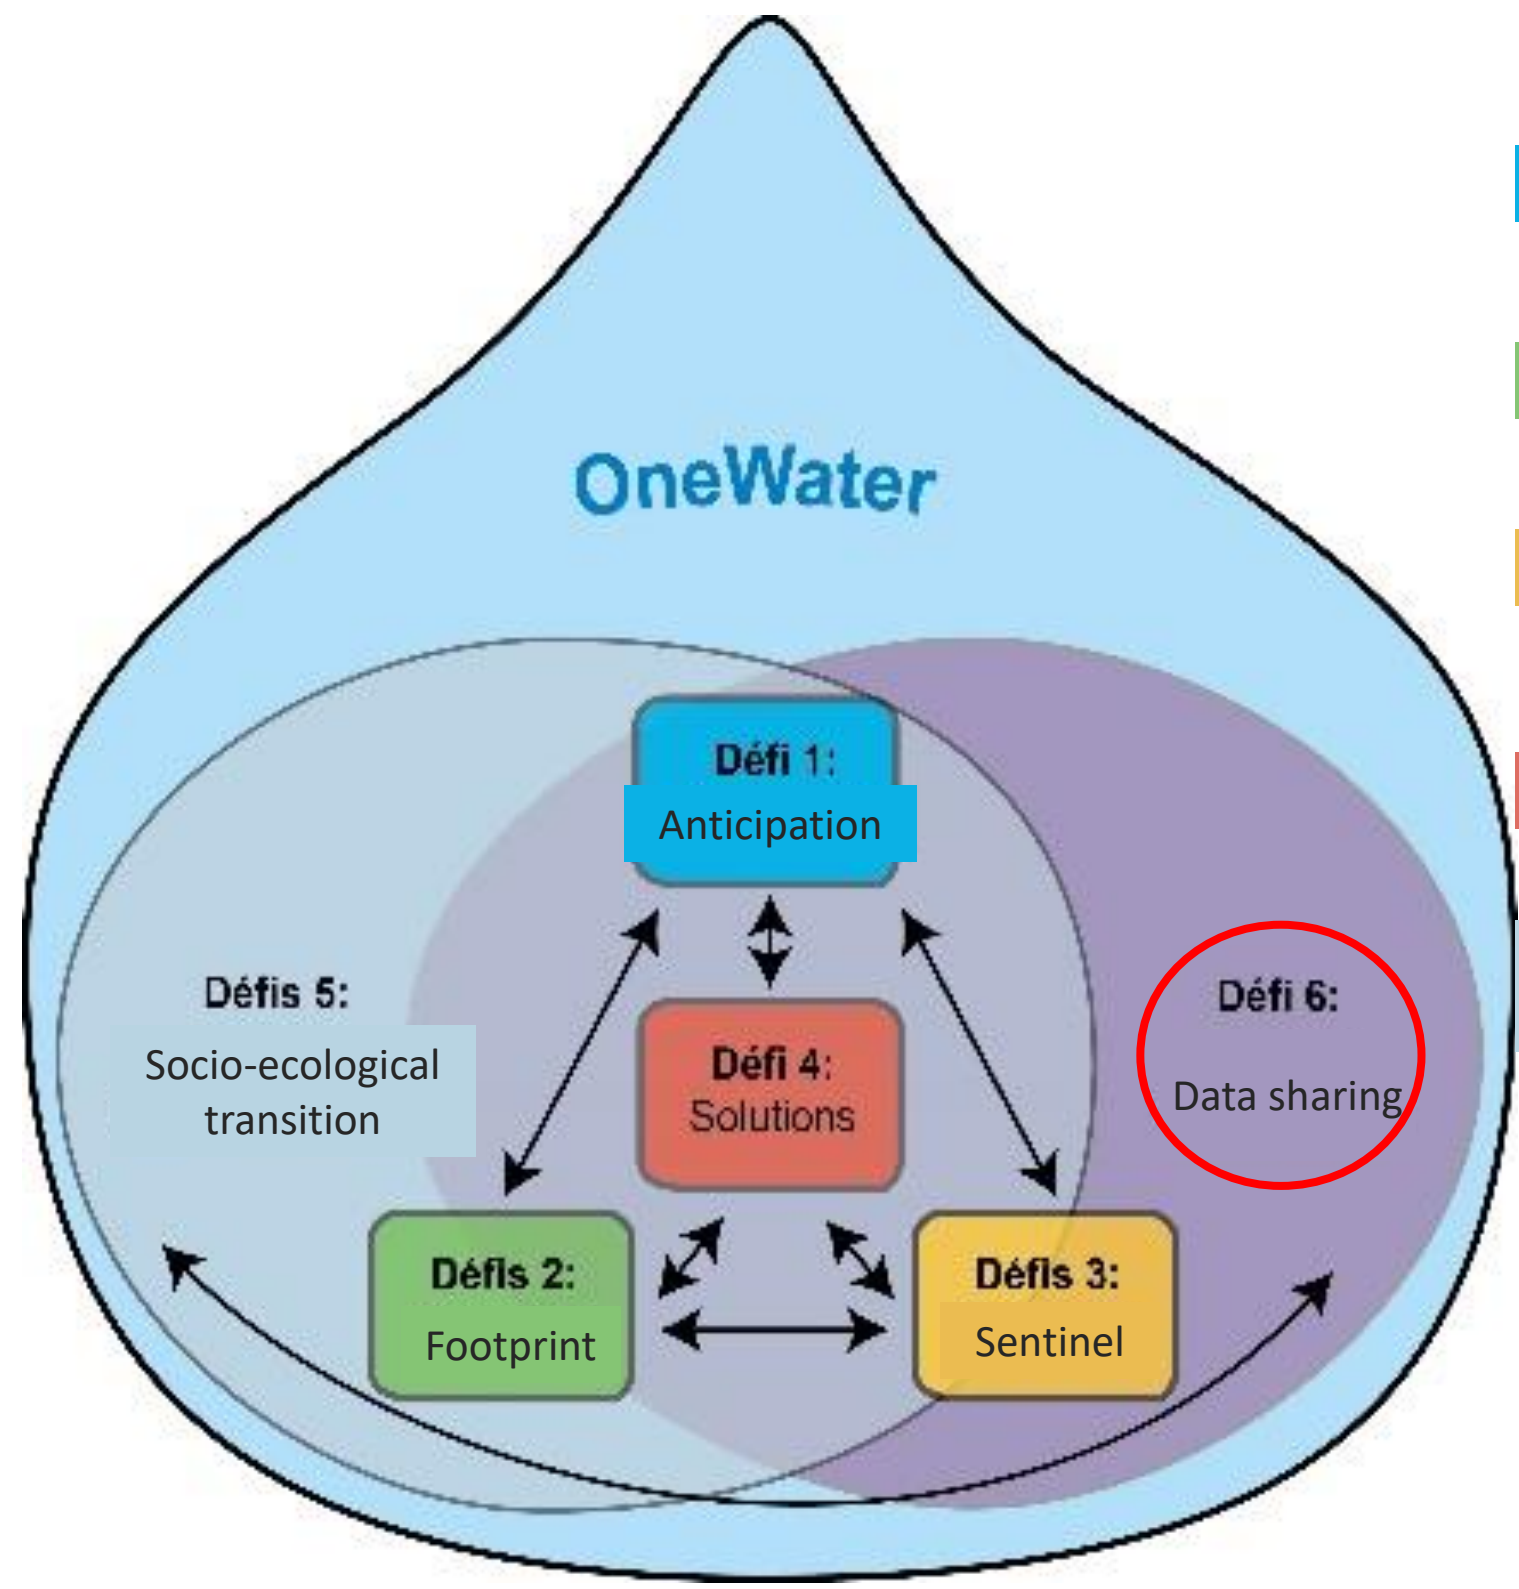 OneWater
Défi 1:
Anticipation
Défis 5:
Socio-ecological
transition
Défi 6:
Data sharing
Défi 4:
Solutions
Défis 2:
Footprint
Défis 3:
Sentinel